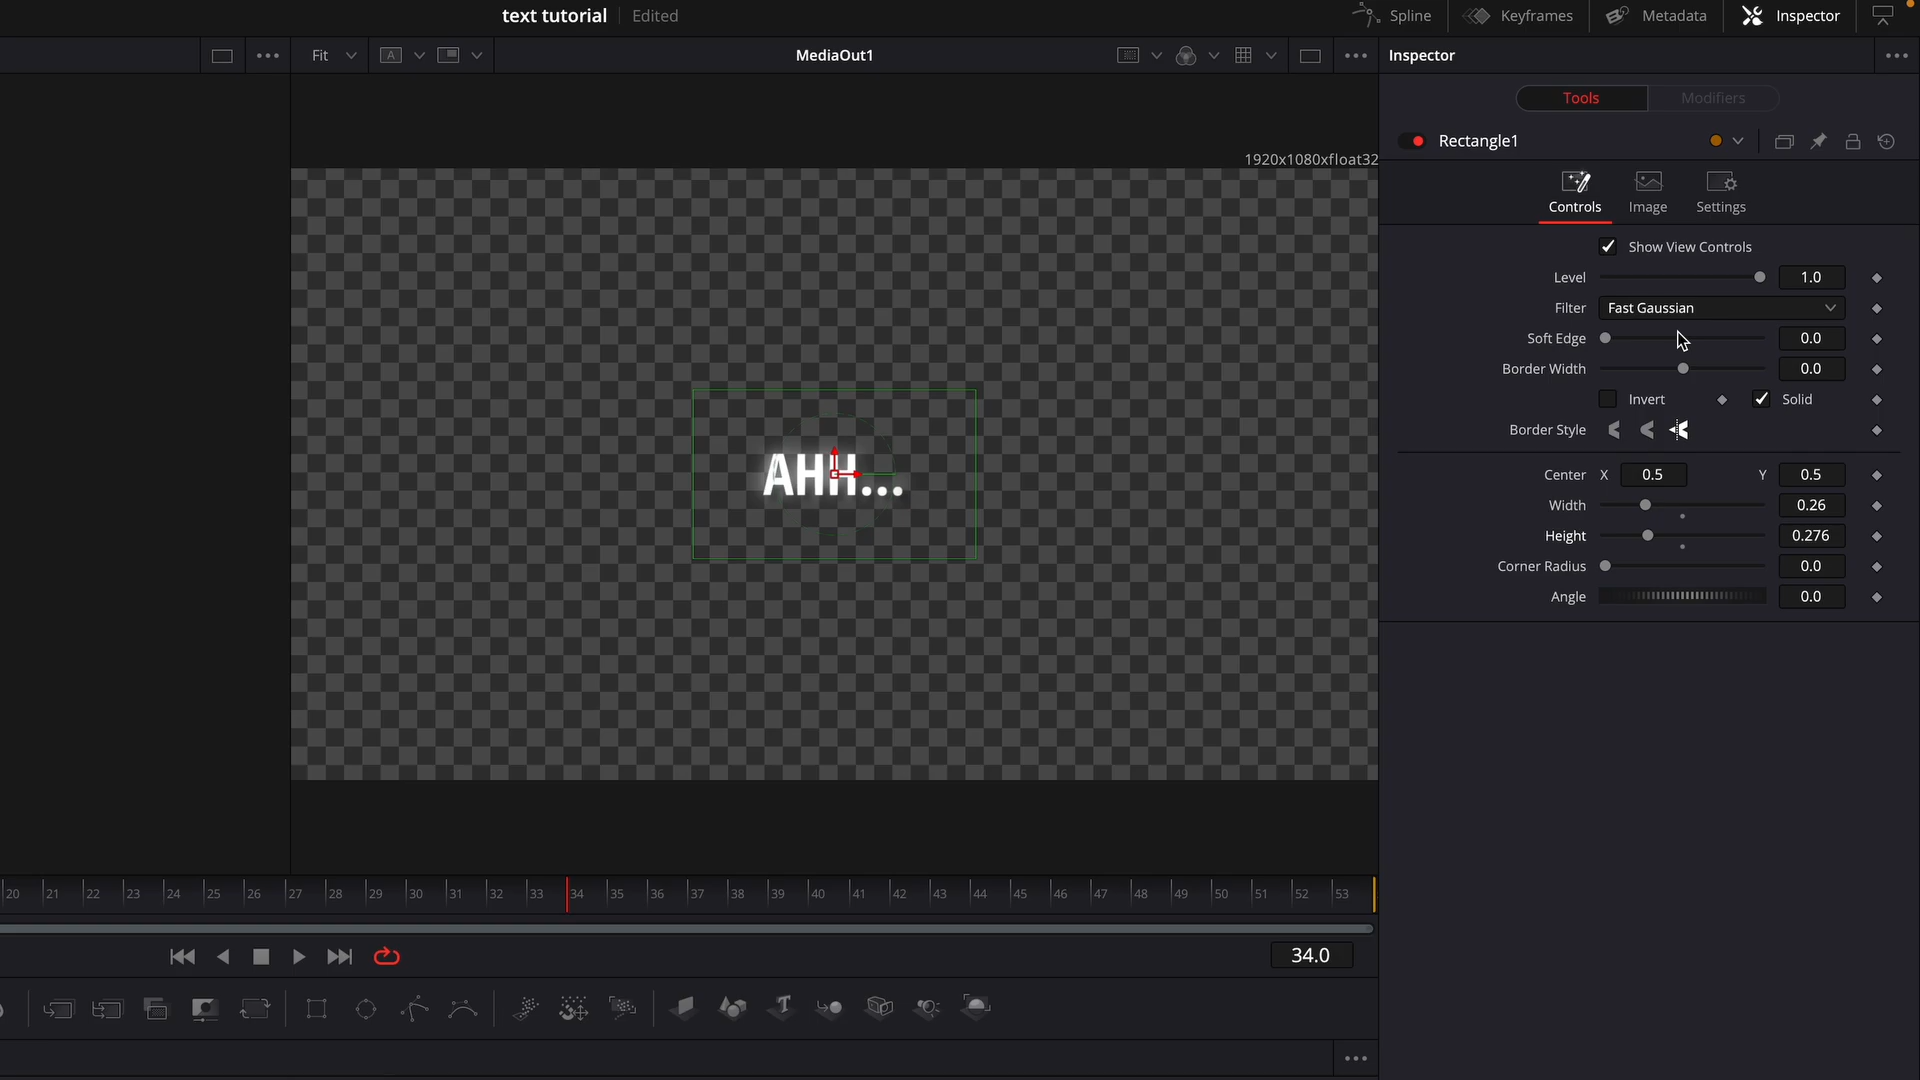 text tutorial Edited
Spline Keyframes Metadata Inspector
Fit A MediaOut1 Inspector
Tools Modifiers
Rectangle1
1920x1080xfloat32
Controls Image Settings
Show View Controls
Level 1.0
Filter Fast Gaussian
Soft Edge 0.0
Border Width 0.0
Invert Solid
Border Style
Center X 0.5 Y 0.5
Width 0.26
Height 0.276
Corner Radius 0.0
Angle 0.0
AHH...
20 21 22 23 24 25 26 27 28 29 30 31 32 33 34 35 36 37 38 39 40 41 42 43 44 45 46 47 48 49 50 51 52 53
34.0
T